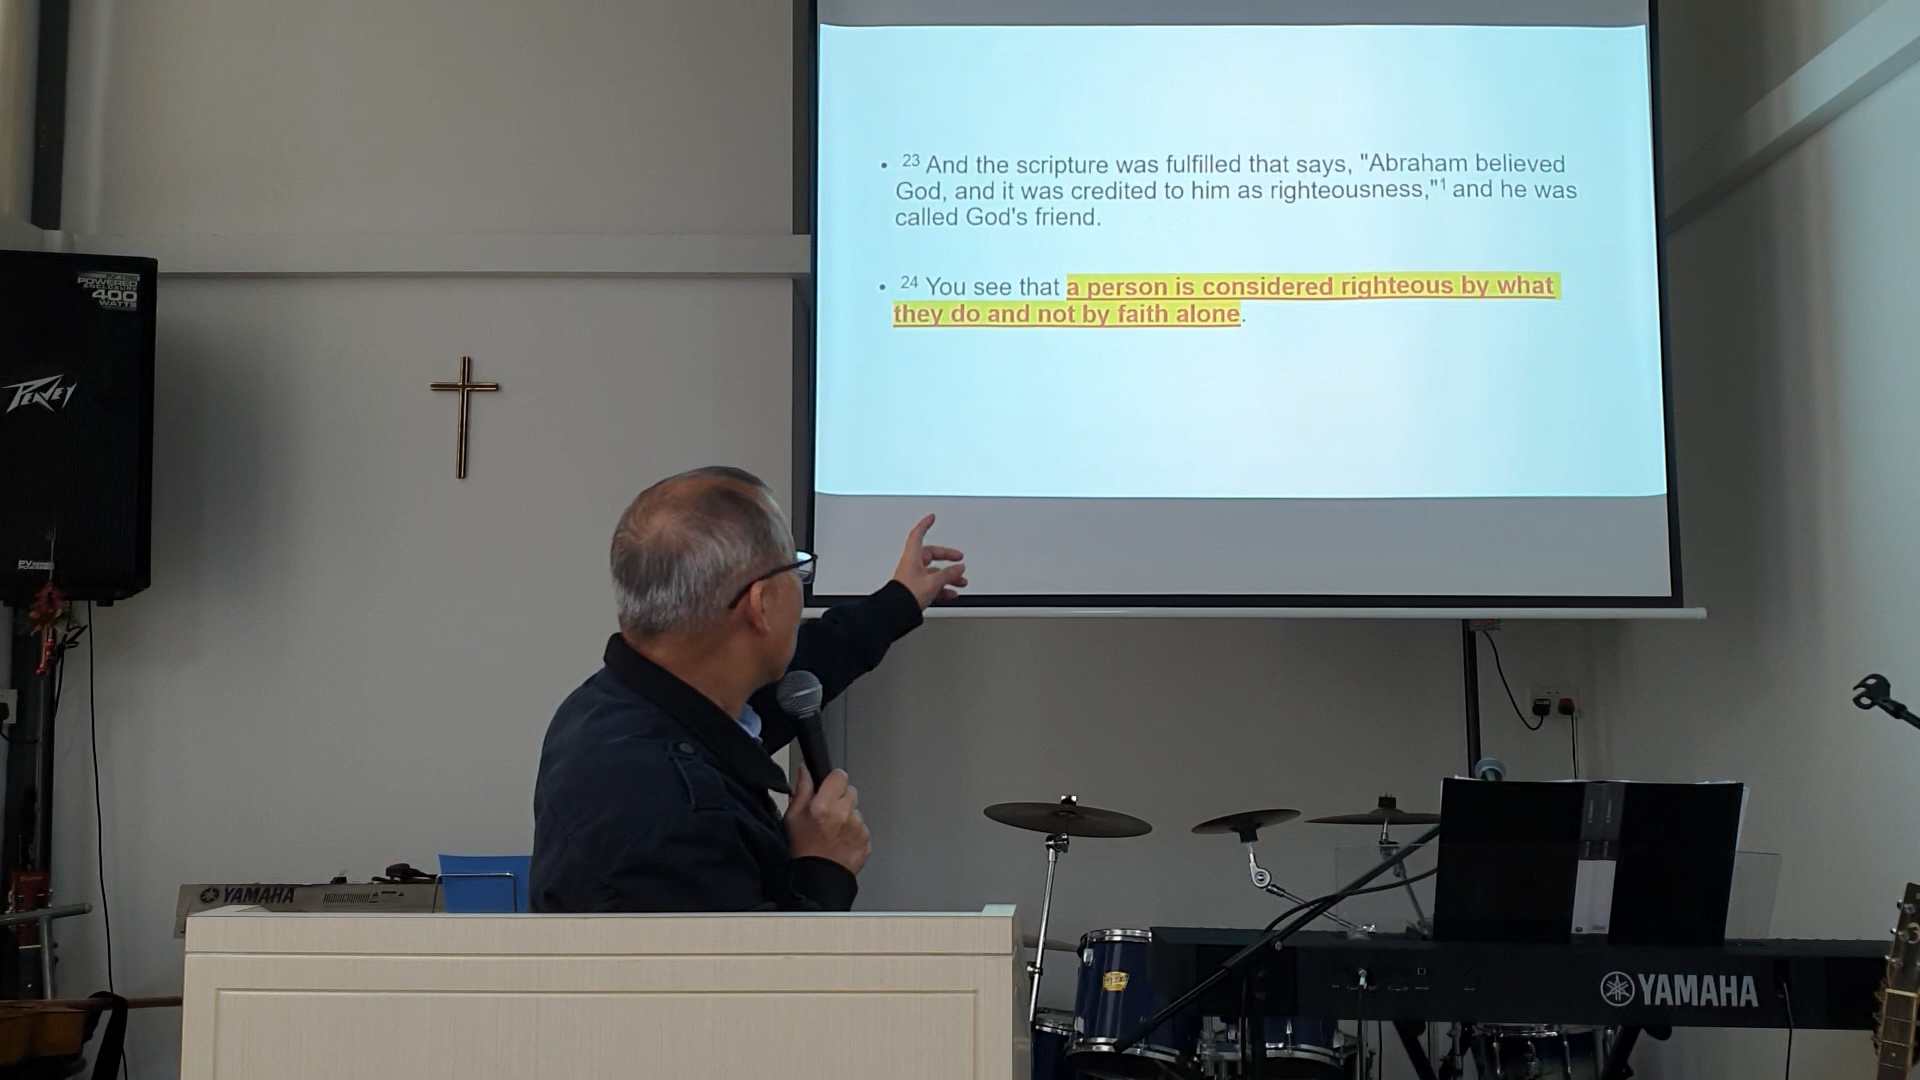 • 23 And the scripture was fulfilled that says, "Abraham believed
God, and it was credited to him as righteousness,"1 and he was
called God's friend.
• 24 You see that a person is considered righteous by what
they do and not by faith alone.
POWERED
ENCLOSURE
400
WATTS
PEAVEY
YAMAHA
YAMAHA